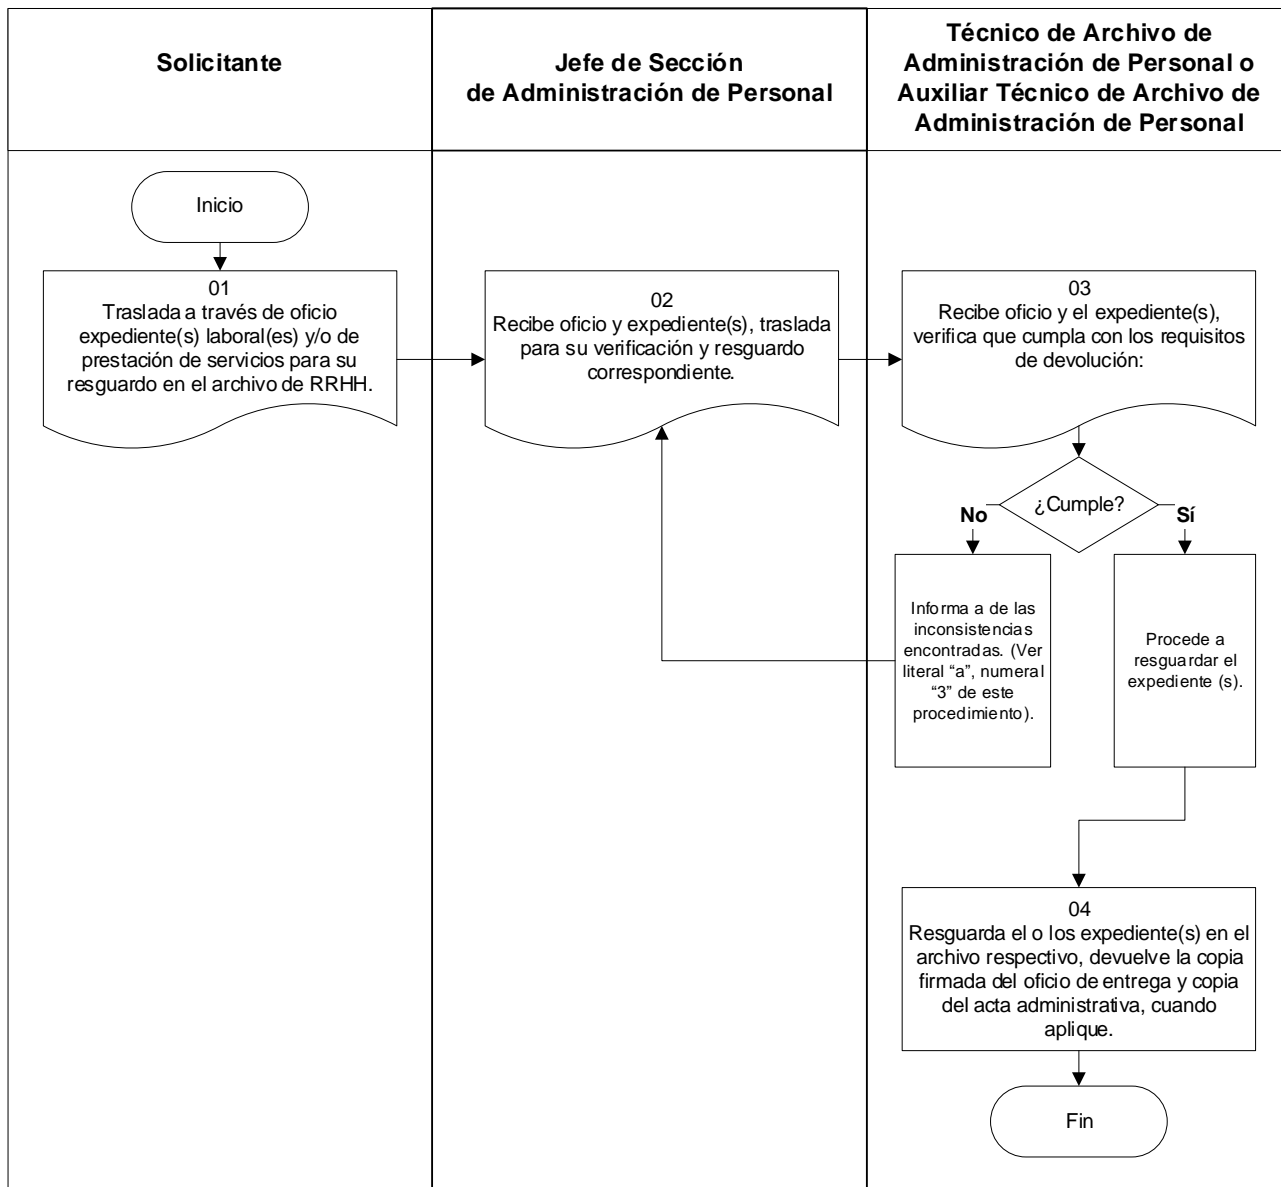 Solicitante
Jefe de Sección
de Administración de Personal
Técnico de Archivo de
Administración de Personal o
Auxiliar Técnico de Archivo de
Administración de Personal
Inicio
01
Traslada a través de oficio
expediente(s) laboral(es) y/o de
prestación de servicios para su
resguardo en el archivo de RRHH.
02
Recibe oficio y expediente(s), traslada
para su verificación y resguardo
correspondiente.
03
Recibe oficio y el expediente(s),
verifica que cumpla con los requisitos
de devolución:
¿Cumple?
No
Sí
Informa a de las
inconsistencias
encontradas. (Ver
literal “a”, numeral
“3” de este
procedimiento).
Procede a
resguardar el
expediente (s).
04
Resguarda el o los expediente(s) en el
archivo respectivo, devuelve la copia
firmada del oficio de entrega y copia
del acta administrativa, cuando
aplique.
Fin